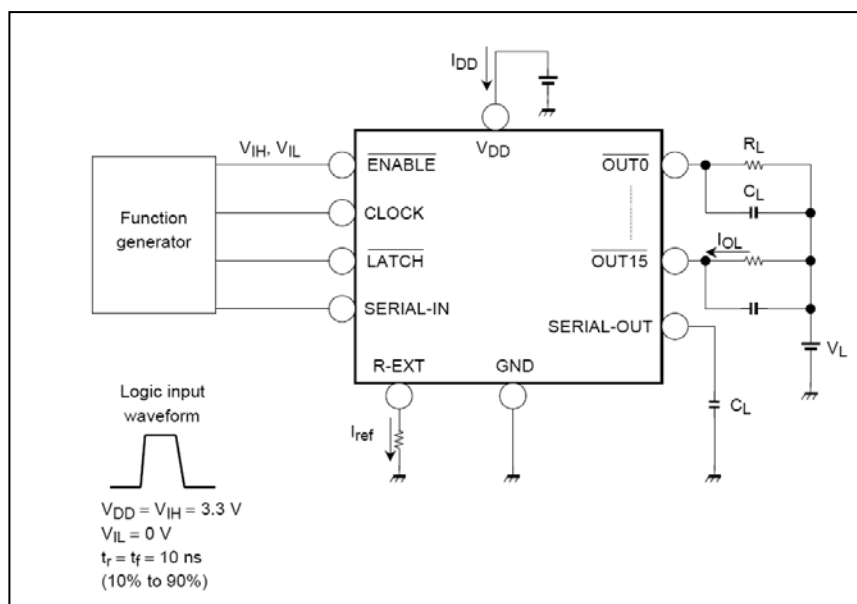 IDD
VIH, VIL
VDD
Function
generator
ENABLE
CLOCK
LATCH
SERIAL-IN
R-EXT
GND
OUT0
OUT15
SERIAL-OUT
RL
CL
IOL
VL
CL
Iref
Logic input
waveform
VDD = VIH = 3.3 V
VIL = 0 V
tr = tf = 10 ns
(10% to 90%)